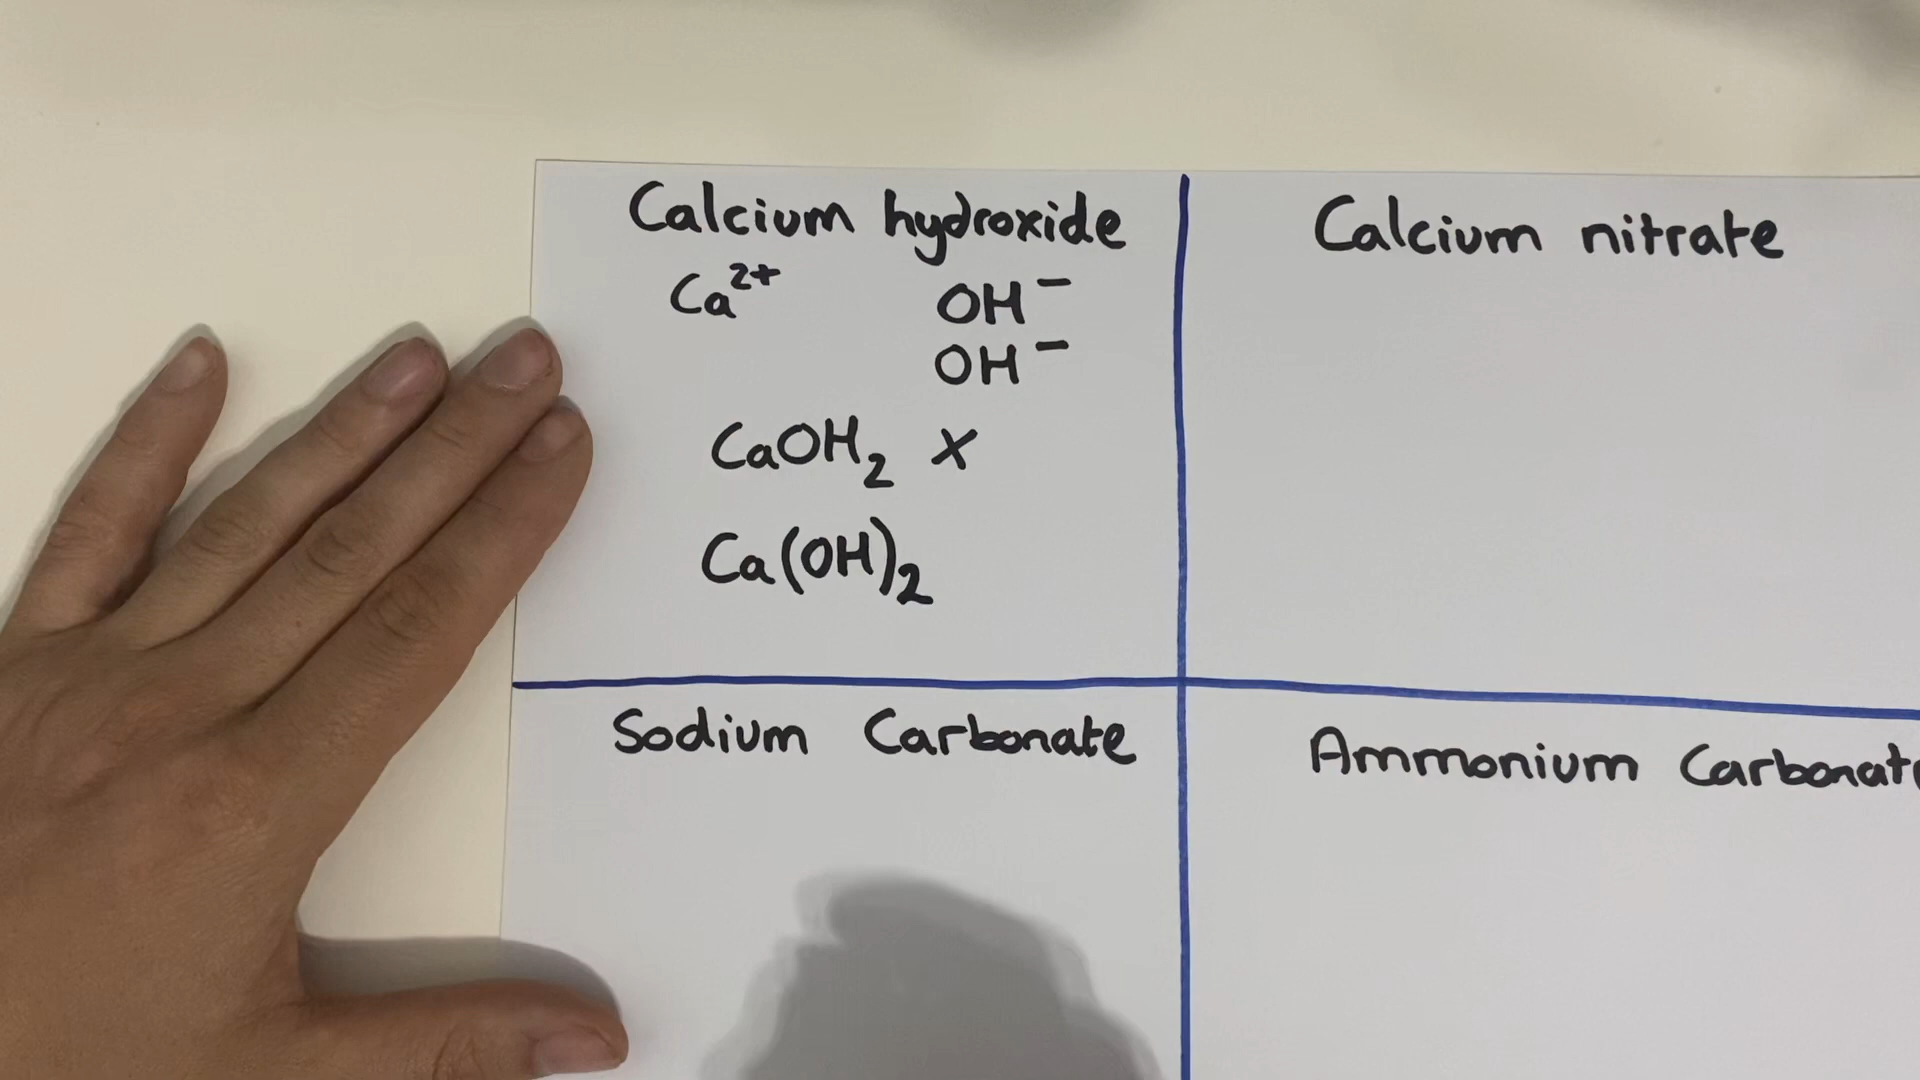 Calcium hydroxide
Ca²⁺ OH⁻
OH⁻
CaOH₂ X
Ca(OH)₂
Calcium nitrate
Sodium Carbonate
Ammonium Carbonate